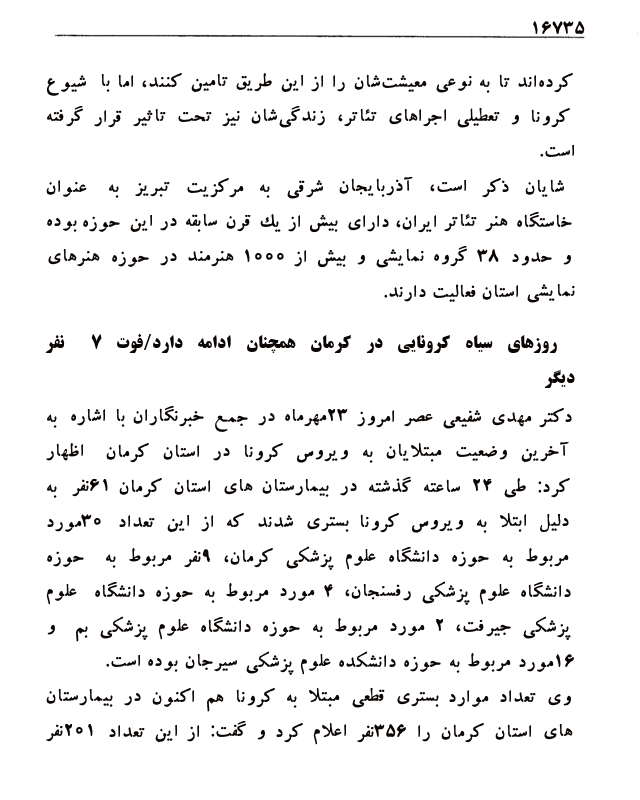 ۱۶۷۳۵
کرده‌اند تا به نوعی معیشت‌شان را از این طریق تامین کنند، اما با شیوع
کرونا و تعطیلی اجراهای تئاتر، زندگی‌شان نیز تحت تاثیر قرار گرفته
است.
شایان ذکر است، آذربایجان شرقی به مرکزیت تبریز به عنوان
خاستگاه هنر تئاتر ایران، دارای بیش از یك قرن سابقه در این حوزه بوده
و حدود ۳۸ گروه نمایشی و بیش از ۱۰۰۰ هنرمند در حوزه هنرهای
نمایشی استان فعالیت دارند.
روزهای سیاه کرونایی در کرمان همچنان ادامه دارد/فوت ۷ نفر
دیگر
دکتر مهدی شفیعی عصر امروز ۲۳مهرماه در جمع خبرنگاران با اشاره به
آخرین وضعیت مبتلایان به ویروس کرونا در استان کرمان اظهار
کرد: طی ۲۴ ساعته گذشته در بیمارستان های استان کرمان ۶۱نفر به
دلیل ابتلا به ویروس کرونا بستری شدند که از این تعداد ۳۰مورد
مربوط به حوزه دانشگاه علوم پزشکی کرمان، ۹نفر مربوط به حوزه
دانشگاه علوم پزشکی رفسنجان، ۴ مورد مربوط به حوزه دانشگاه علوم
پزشکی جیرفت، ۲ مورد مربوط به حوزه دانشگاه علوم پزشکی بم و
۱۶مورد مربوط به حوزه دانشکده علوم پزشکی سیرجان بوده است.
وی تعداد موارد بستری قطعی مبتلا به کرونا هم اکنون در بیمارستان
های استان کرمان را ۳۵۶نفر اعلام کرد و گفت: از این تعداد ۲۰۱نفر